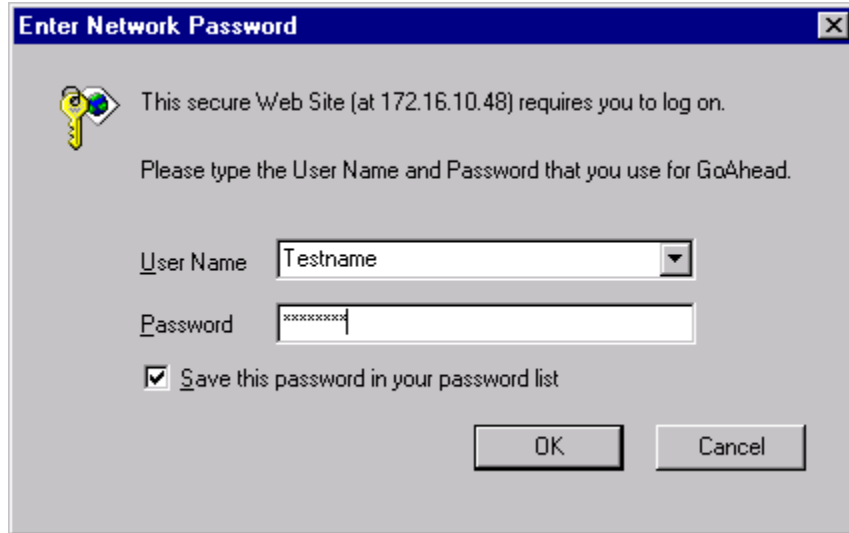 Enter Network Password
This secure Web Site (at 172.16.10.48) requires you to log on.
Please type the User Name and Password that you use for GoAhead.
User Name Testname
Password xxxxxxxx
Save this password in your password list
OK Cancel